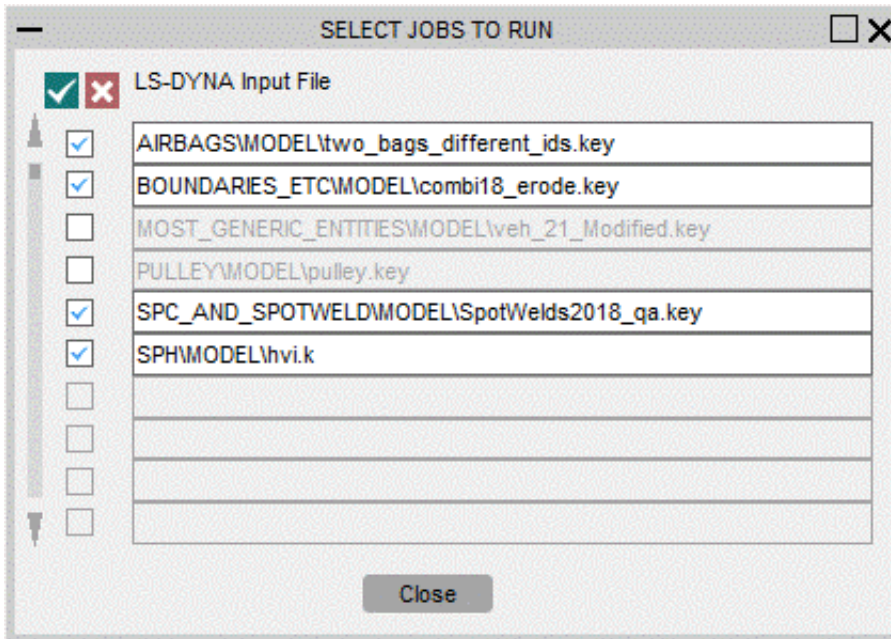 SELECT JOBS TO RUN
LS-DYNA Input File
AIRBAGS\MODEL\two_bags_different_ids.key
BOUNDARIES_ETC\MODEL\combi18_erode.key
MOST_GENERIC_ENTITIES\MODEL\veh_21_Modified.key
PULLEY\MODEL\pulley.key
SPC_AND_SPOTWELD\MODEL\SpotWelds2018_qa.key
SPH\MODEL\hvi.k
Close